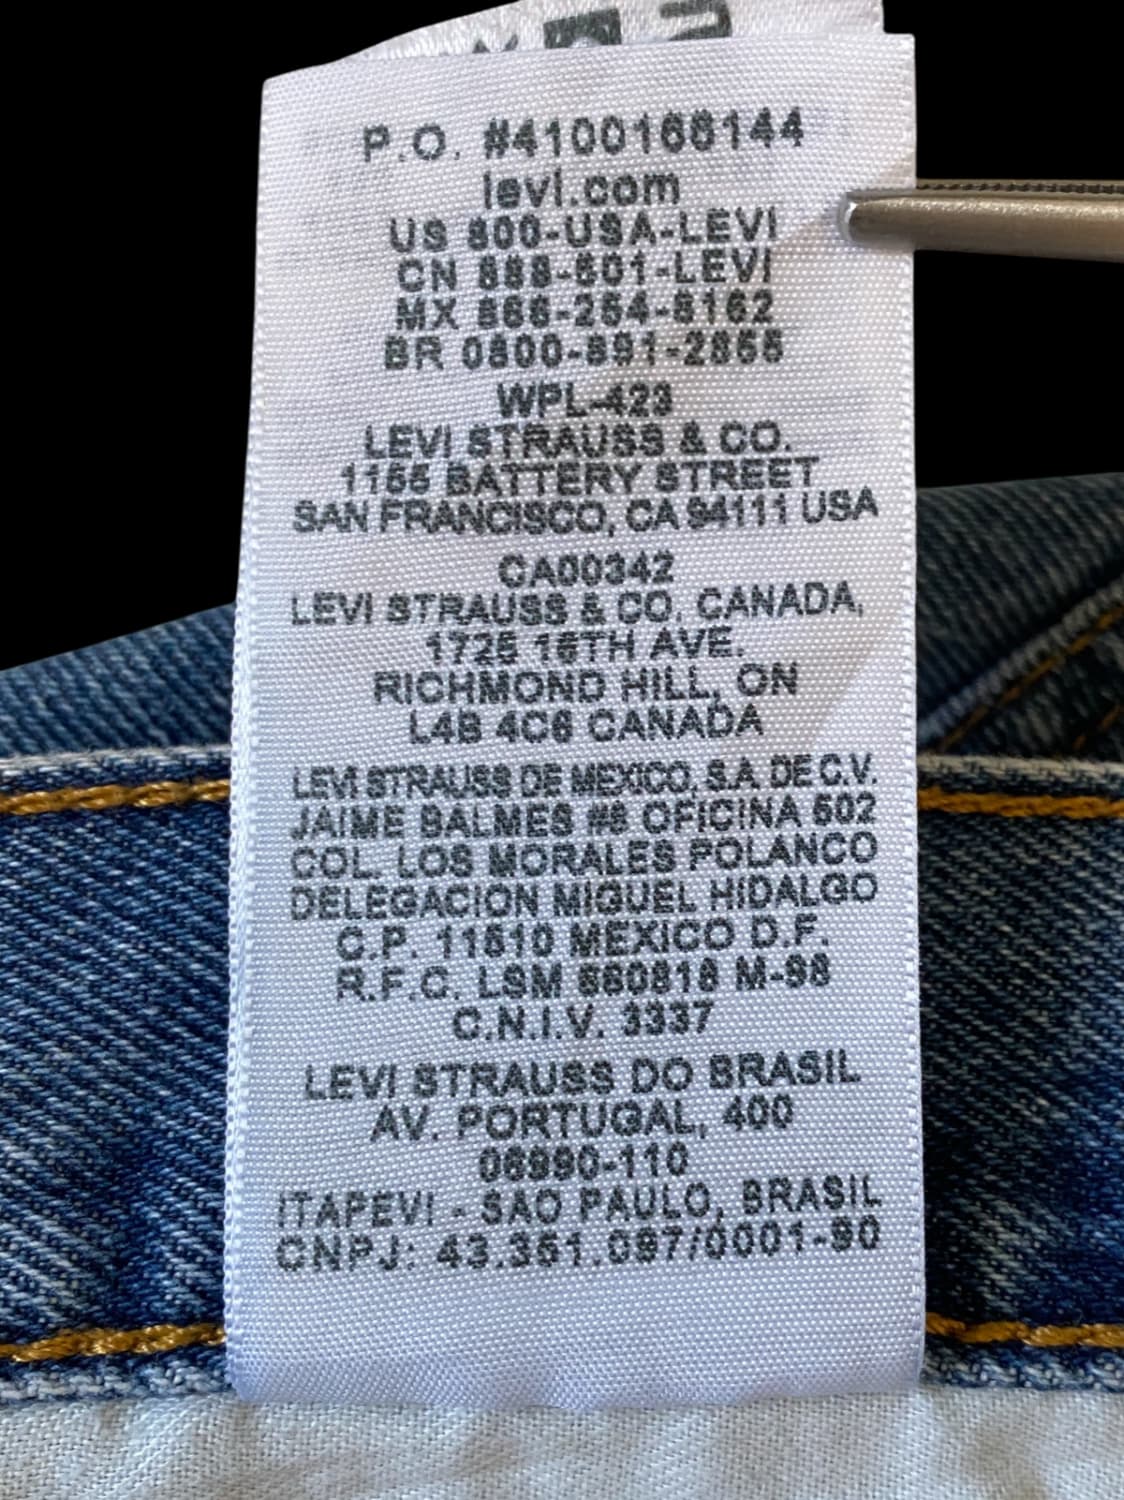 P.O. #4100166144
levi.com
US 800-USA-LEVI
CN 888-501-LEVI
MX 866-254-8162
BR 0800-891-2855
WPL-423
LEVI STRAUSS & CO.
1155 BATTERY STREET
SAN FRANCISCO, CA 94111 USA
CA00342
LEVI STRAUSS & CO. CANADA,
1725 16TH AVE.
RICHMOND HILL, ON
L4B 4C6 CANADA
LEVI STRAUSS DE MEXICO, S.A. DE C.V.
JAIME BALMES #8 OFICINA 502
COL. LOS MORALES POLANCO
DELEGACION MIGUEL HIDALGO
C.P. 11510 MEXICO D.F.
R.F.C. LSM M-98
C.N.I.V. 3337
LEVI STRAUSS DO BRASIL
AV. PORTUGAL, 400
06990-110
ITAPEVI - SAO PAULO, BRASIL
CNPJ: 43.351.097/0001-90